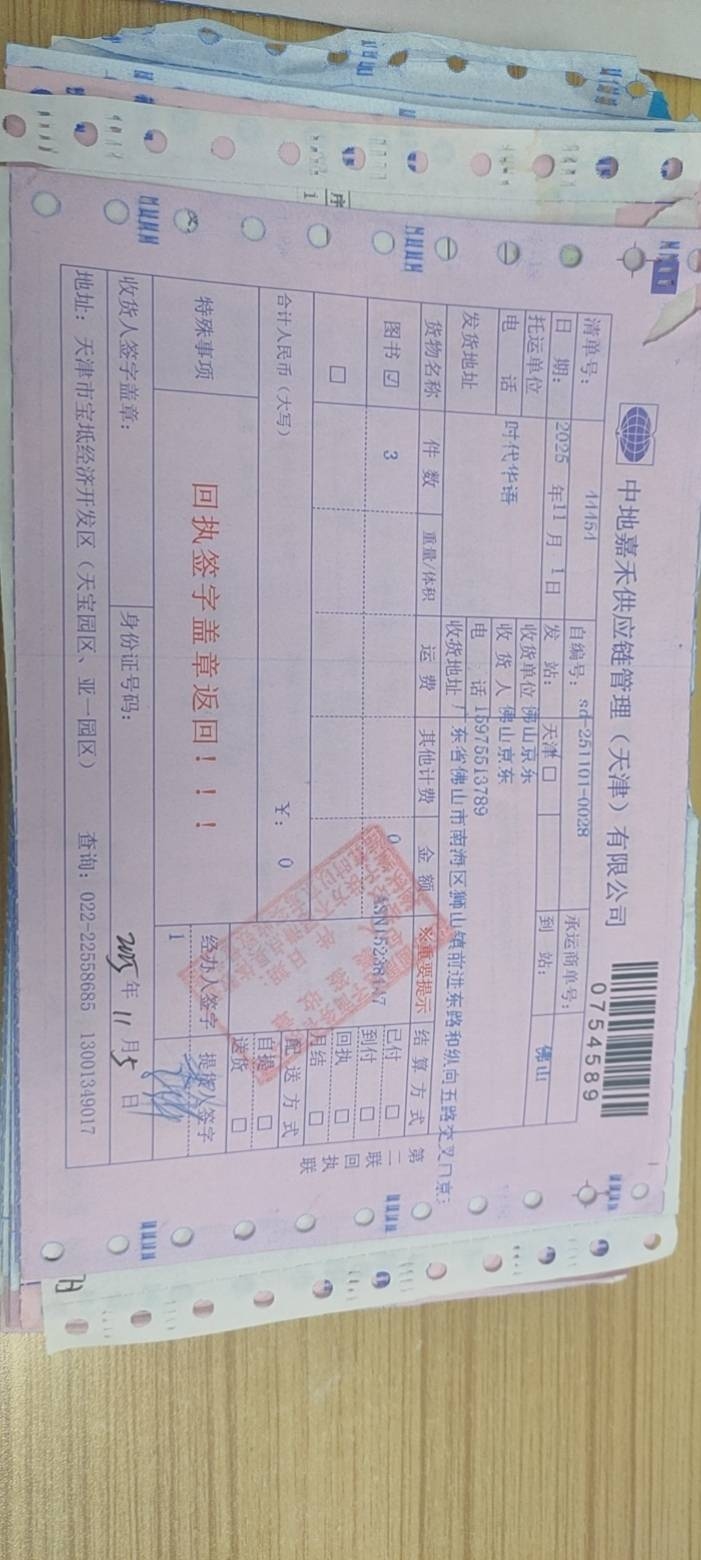 中地嘉禾供应链管理（天津）有限公司
0754589
清单号： 44454 自编号： sd-251101-0028 承运商单号：
日 期： 2025 年 11 月 1 日 发 站： 天津 □ 到 站： 佛山
托运单位 时代华语 收货单位 佛山京东
电 话 收 货 人 佛山京东
电 话 15975513789
发货地址 收货地址 广东省佛山市南海区狮山镇前进东路和纵向五路交叉口京
货物名称 件 数 重量/体积 运 费 其他计费 金 额 ※重要提示 结 算 方 式
图书 ☑ 3 0 已付 □
到付 □
□ 回执 □
月结 □
合计人民币（大写） ￥： 0 配 送 方 式
自提 □
送货 □
特殊事项 回执签字盖章返回！！！ 经办人签字 提货人签字
1
收货人签字盖章： 身份证号码： 2025 年 11 月 5 日
地址：天津市宝坻经济开发区（天宝园区、亚一园区） 查询：022-22558685 13001349017
第二联 回执联
序
1